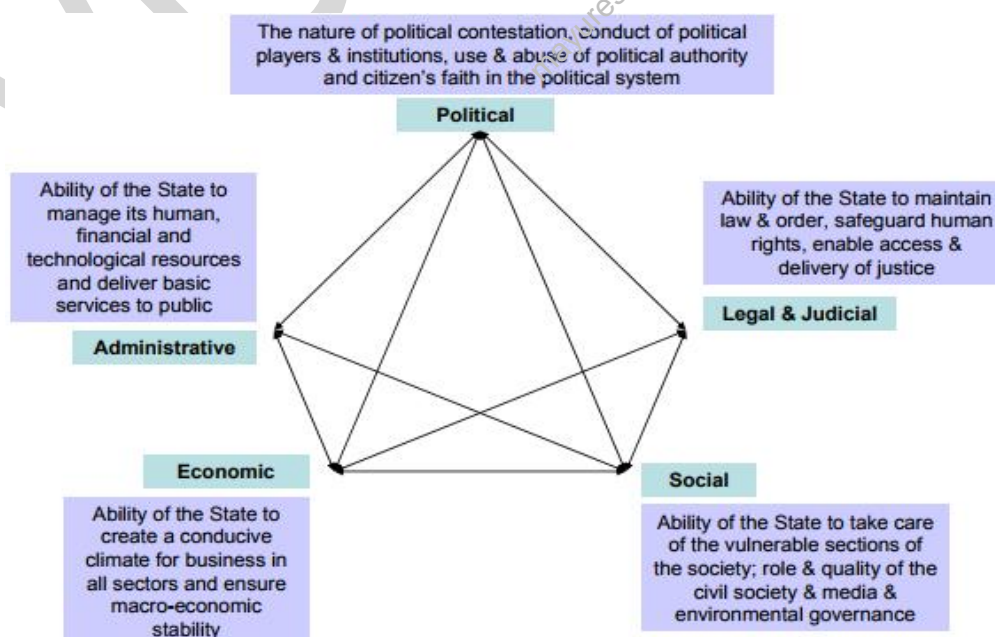 The nature of political contestation, conduct of political
players & institutions, use & abuse of political authority
and citizen's faith in the political system
Political
Ability of the State to
manage its human,
financial and
technological resources
and deliver basic
services to public
Administrative
Ability of the State to maintain
law & order, safeguard human
rights, enable access &
delivery of justice
Legal & Judicial
Economic
Ability of the State to
create a conducive
climate for business in
all sectors and ensure
macro-economic
stability
Social
Ability of the State to take care
of the vulnerable sections of
the society; role & quality of the
civil society & media &
environmental governance